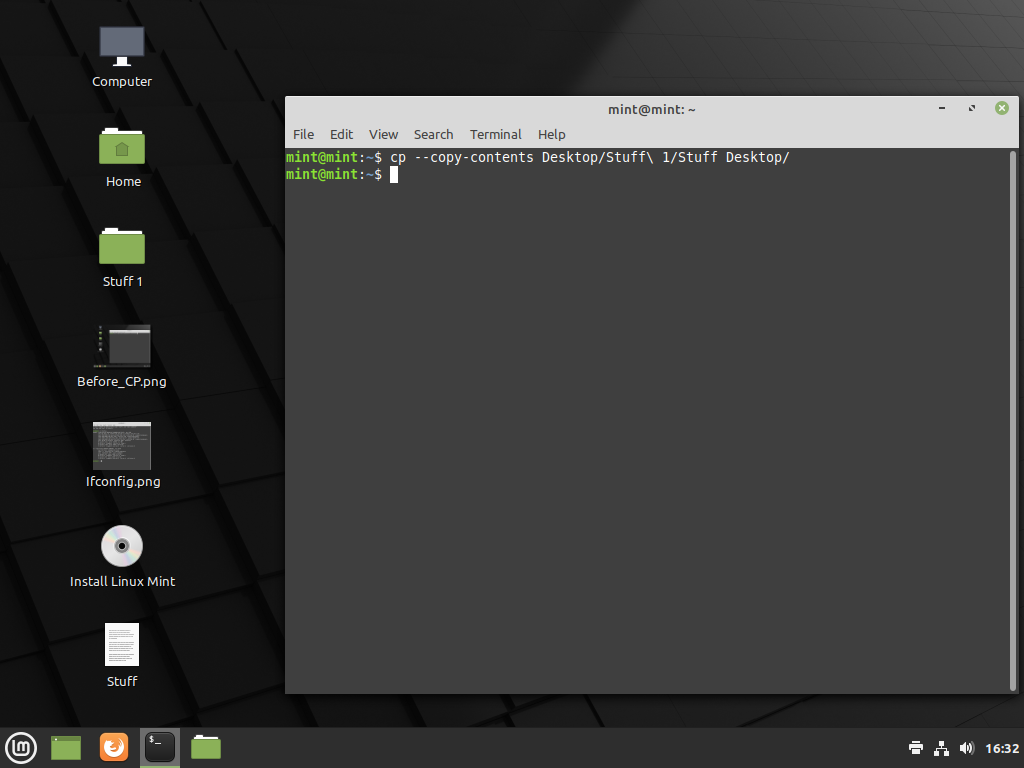 Computer
Home
Stuff 1
Before_CP.png
Ifconfig.png
Install Linux Mint
Stuff
mint@mint: ~
File Edit View Search Terminal Help
mint@mint:~$ cp --copy-contents Desktop/Stuff\ 1/Stuff Desktop/
mint@mint:~$
$_
16:32